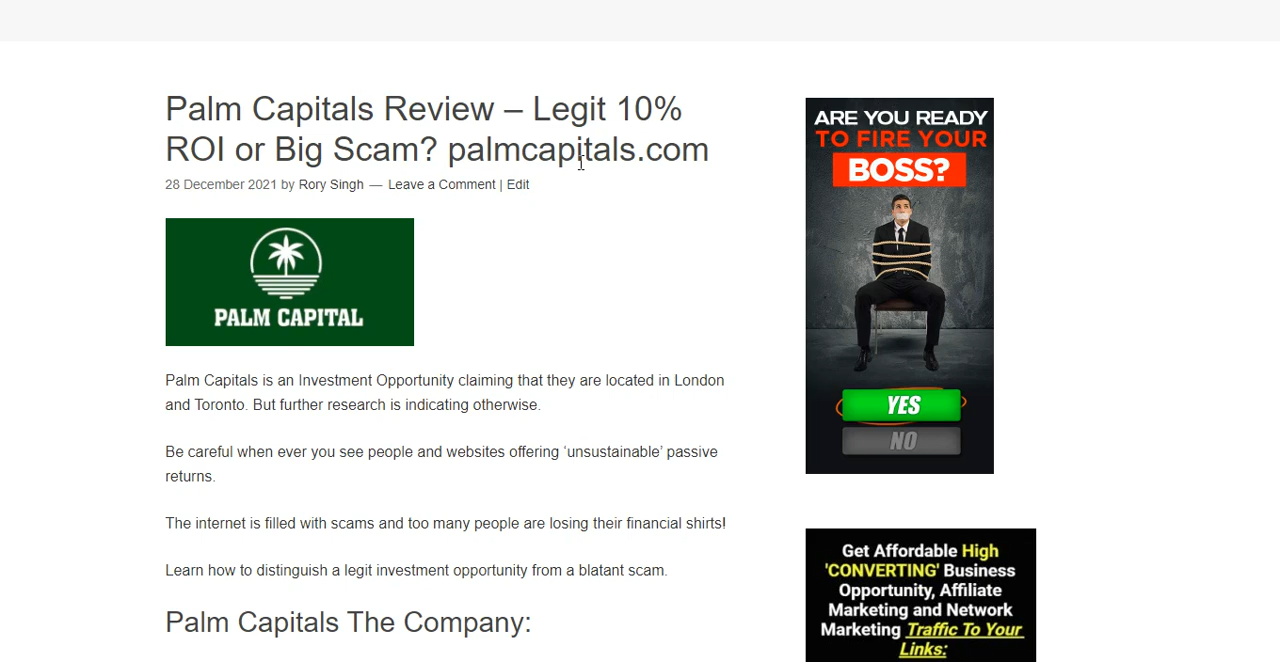 Palm Capitals Review – Legit 10%
ROI or Big Scam? palmcapitals.com
28 December 2021 by Rory Singh — Leave a Comment | Edit
PALM CAPITAL
Palm Capitals is an Investment Opportunity claiming that they are located in London
and Toronto. But further research is indicating otherwise.
Be careful when ever you see people and websites offering ‘unsustainable’ passive
returns.
The internet is filled with scams and too many people are losing their financial shirts!
Learn how to distinguish a legit investment opportunity from a blatant scam.
Palm Capitals The Company:
ARE YOU READY
TO FIRE YOUR
BOSS?
YES
NO
Get Affordable High
'CONVERTING' Business
Opportunity, Affiliate
Marketing and Network
Marketing Traffic To Your
Links: